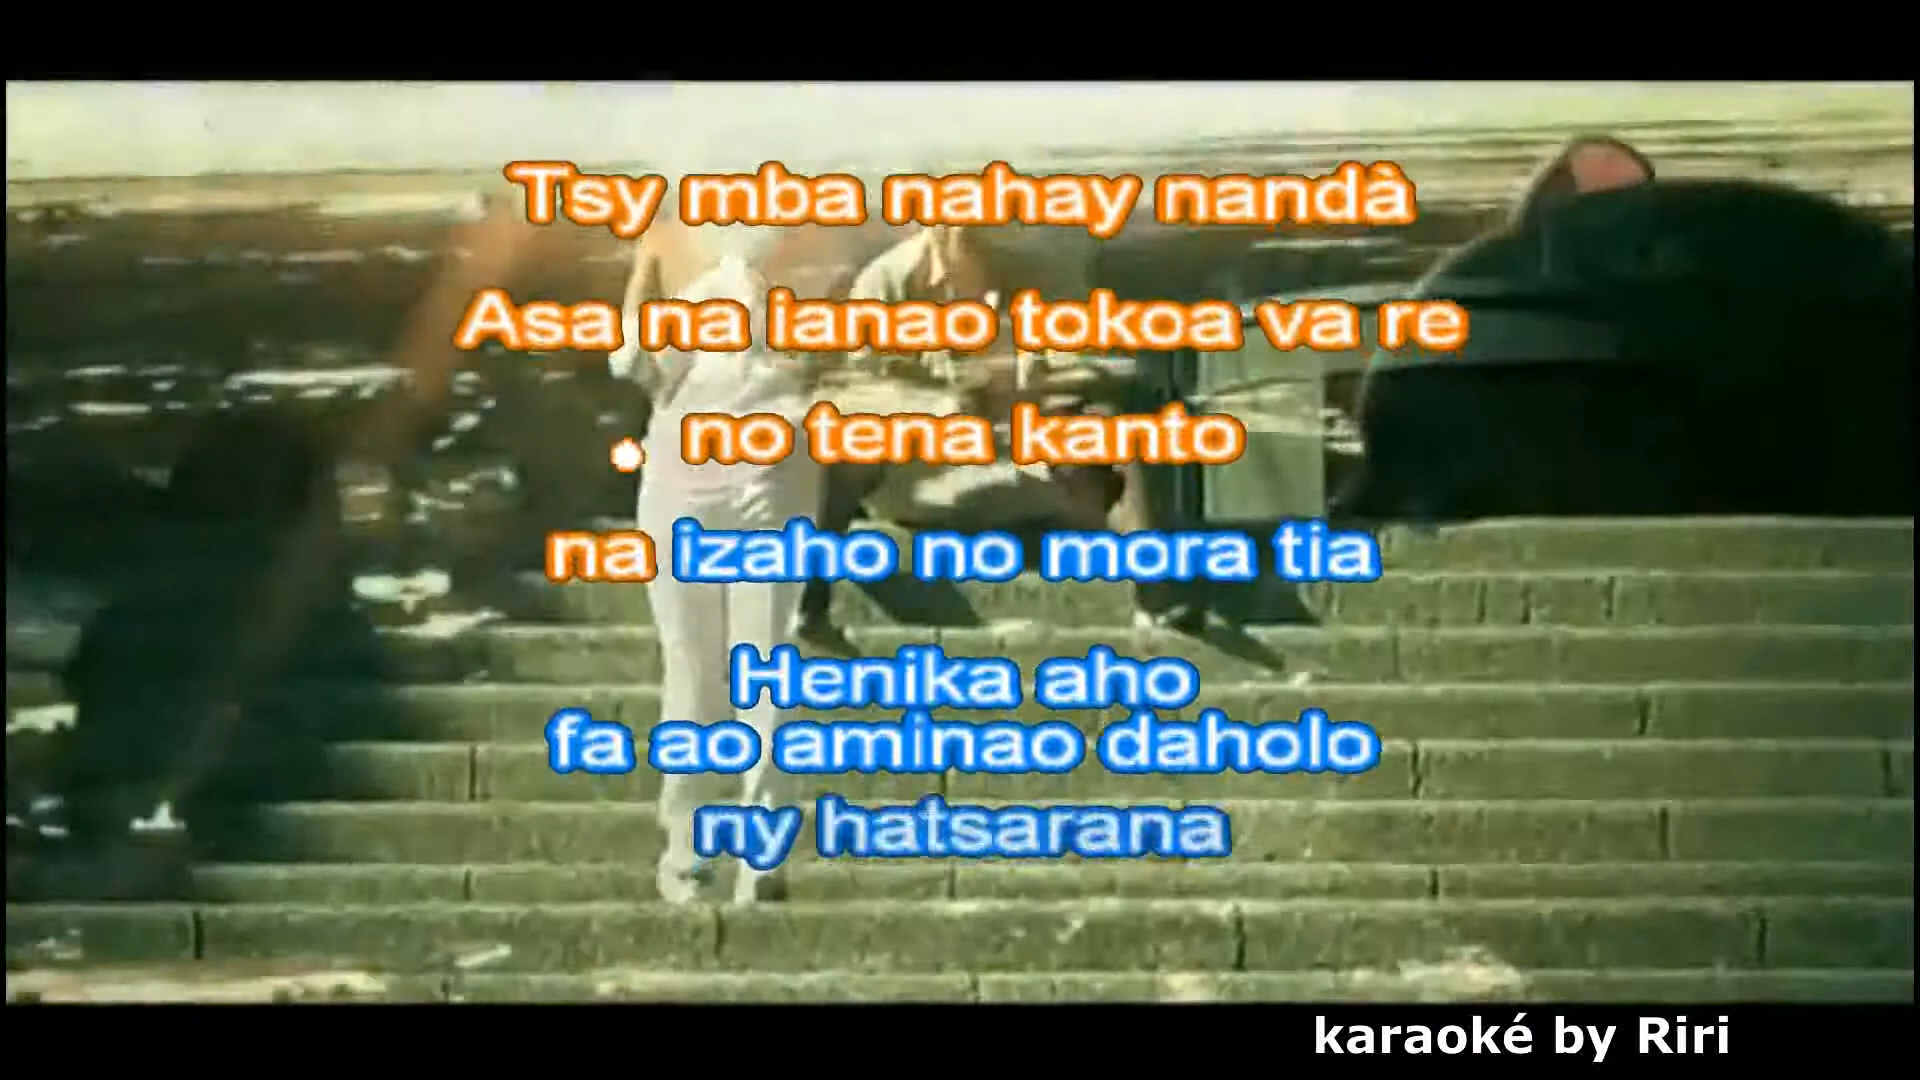 Tsy mba nahay nandà
Asa na ianao tokoa va re
no tena kanto
na izaho no mora tia
Henika aho
fa ao aminao daholo
ny hatsarana
karaoké by Riri